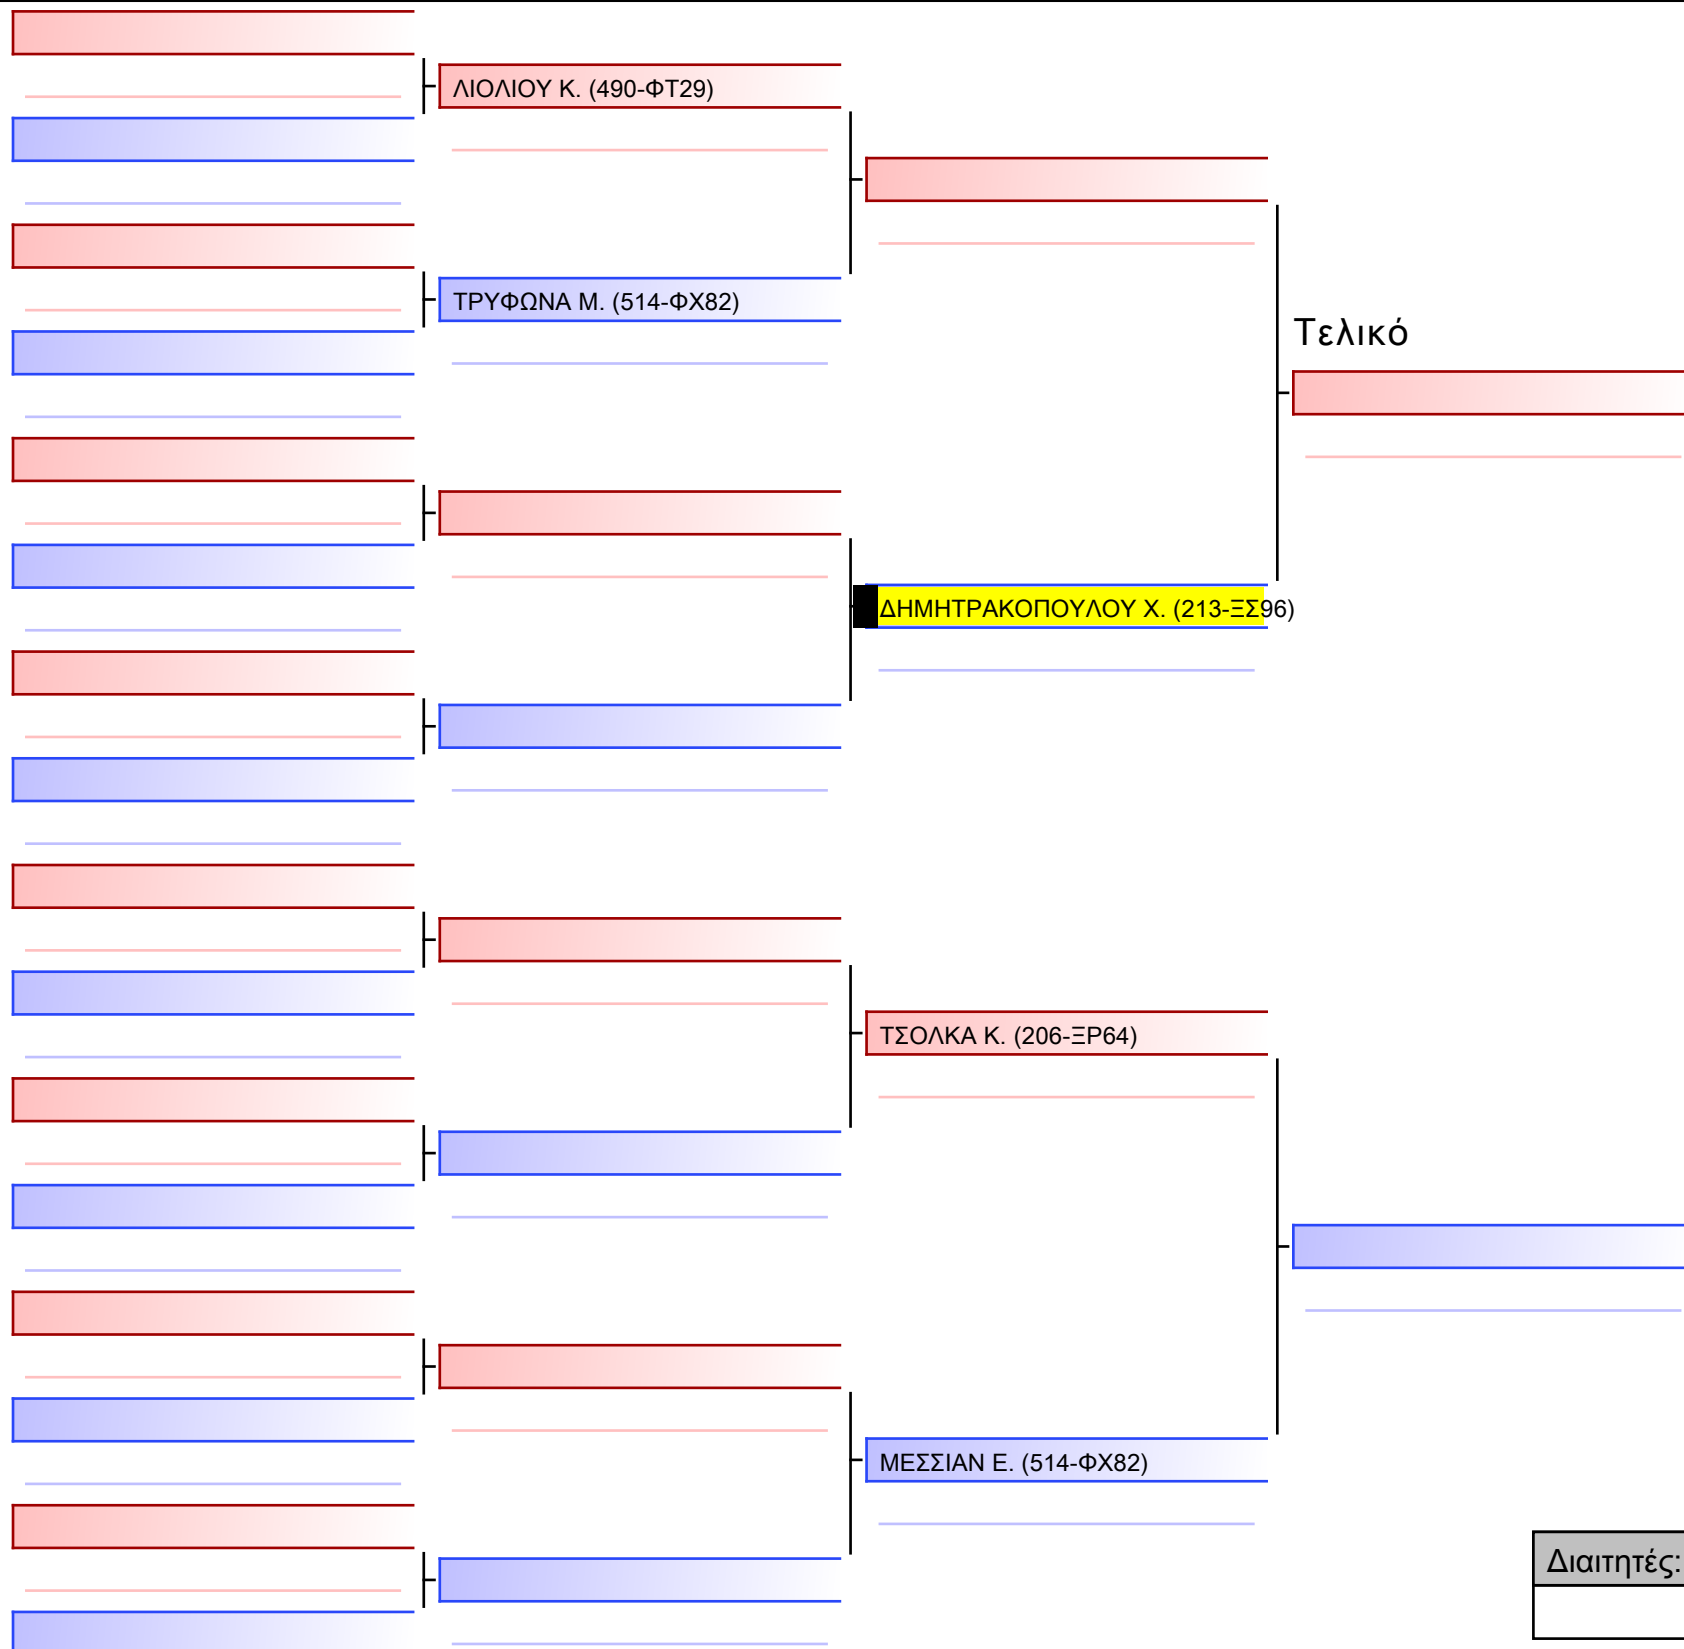 ΛΙΟΛΙΟΥ Κ. (490-ΦΤ29)
ΤΡΥΦΩΝΑ Μ. (514-ΦΧ82)
Τελικό
ΔΗΜΗΤΡΑΚΟΠΟΥΛΟΥ Χ. (213-ΞΣ96)
ΤΣΟΛΚΑ Κ. (206-ΞΡ64)
ΜΕΣΣΙΑΝ Ε. (514-ΦΧ82)
Διαιτητές: